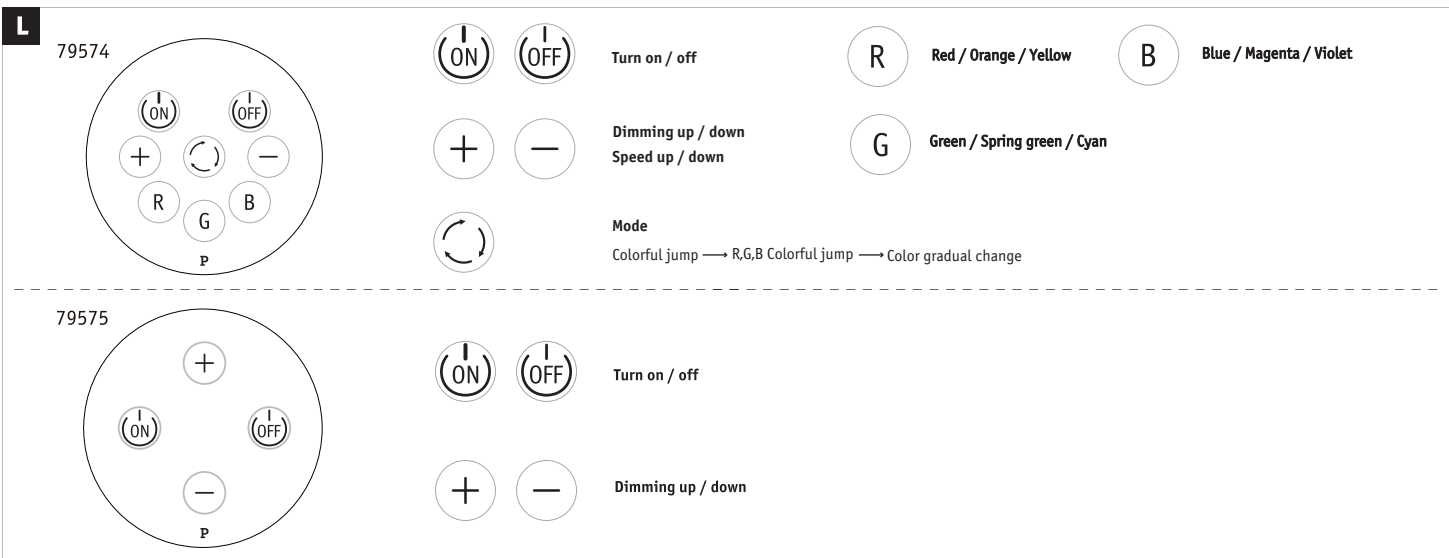 L
79574
ON OFF
+ −
R B
G
P
ON OFF Turn on / off
+ − Dimming up / down
Speed up / down
Mode
Colorful jump ⟶ R,G,B Colorful jump ⟶ Color gradual change
R Red / Orange / Yellow
B Blue / Magenta / Violet
G Green / Spring green / Cyan
79575
+
ON OFF
−
P
ON OFF Turn on / off
+ − Dimming up / down